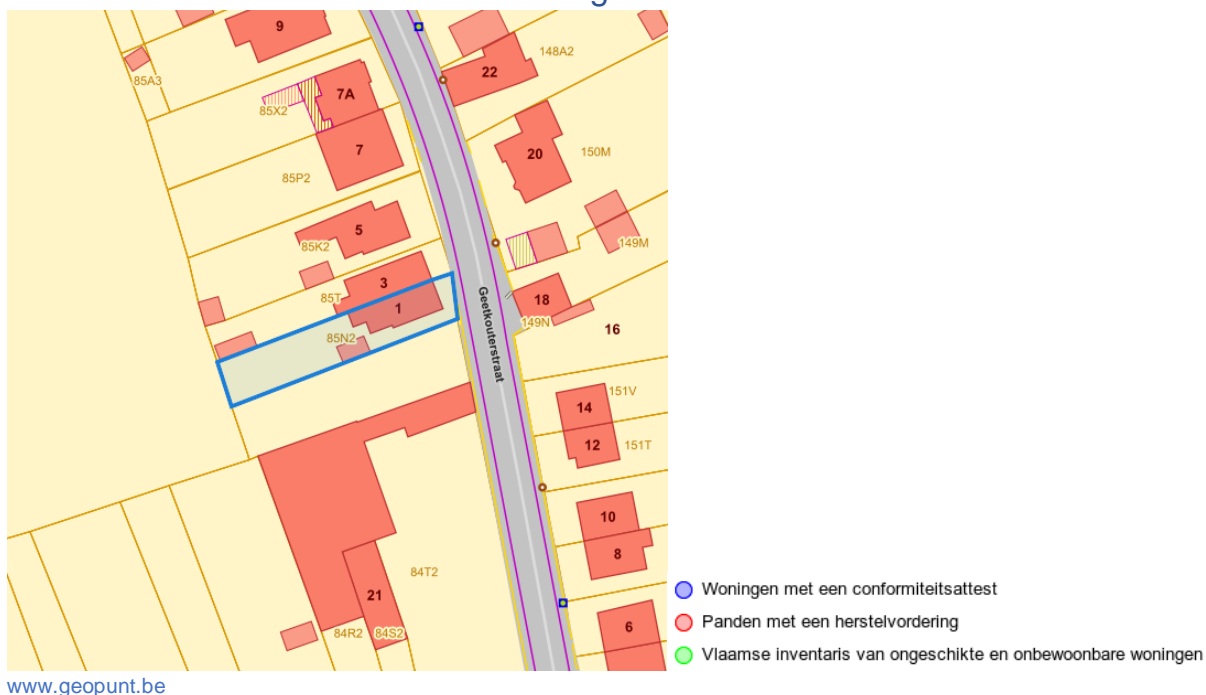 9
85A3
148A2
22
7A
85X2
7
20
150M
85P2
5
85K2
149M
3
85T
1
18
149N
16
85N2
Geetkouterstraat
151V
14
12
151T
10
8
84T2
21
6
84R2
84S2
Woningen met een conformiteitsattest
Panden met een herstelvordering
Vlaamse inventaris van ongeschikte en onbewoonbare woningen
www.geopunt.be